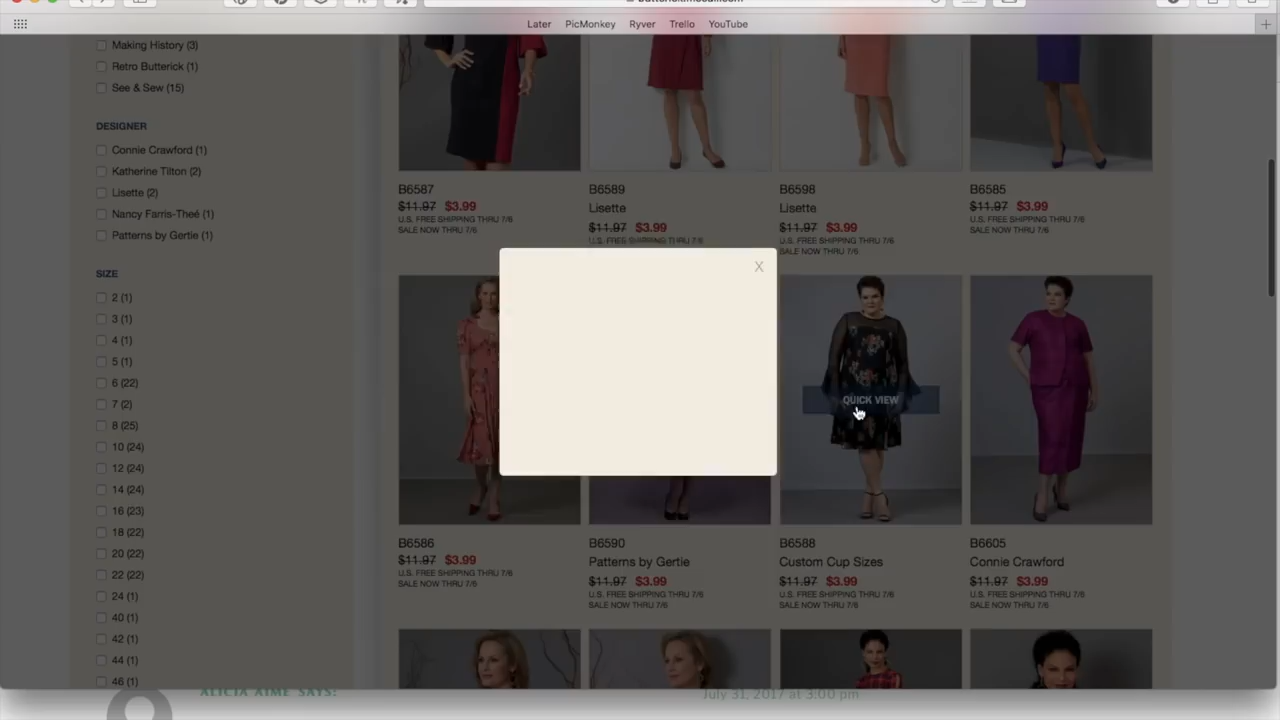 Later PicMonkey Ryver Trello YouTube
Making History (3)
Retro Butterick (1)
See & Sew (15)
DESIGNER
Connie Crawford (1)
Katherine Tilton (2)
Lisette (2)
Nancy Farris-Theé (1)
Patterns by Gertie (1)
SIZE
2 (1)
3 (1)
4 (1)
5 (1)
6 (22)
7 (2)
8 (25)
10 (24)
12 (24)
14 (24)
16 (23)
18 (22)
20 (22)
22 (22)
24 (1)
40 (1)
42 (1)
44 (1)
46 (1)
B6587
$11.97 $3.99
U.S. FREE SHIPPING THRU 7/6
SALE NOW THRU 7/6
B6589
Lisette
$11.97 $3.99
U.S. FREE SHIPPING THRU 7/6
B6598
Lisette
$11.97 $3.99
U.S. FREE SHIPPING THRU 7/6
SALE NOW THRU 7/6
B6585
$11.97 $3.99
U.S. FREE SHIPPING THRU 7/6
SALE NOW THRU 7/6
X
QUICK VIEW
B6586
$11.97 $3.99
U.S. FREE SHIPPING THRU 7/6
SALE NOW THRU 7/6
B6590
Patterns by Gertie
$11.97 $3.99
U.S. FREE SHIPPING THRU 7/6
SALE NOW THRU 7/6
B6588
Custom Cup Sizes
$11.97 $3.99
U.S. FREE SHIPPING THRU 7/6
SALE NOW THRU 7/6
B6605
Connie Crawford
$11.97 $3.99
U.S. FREE SHIPPING THRU 7/6
SALE NOW THRU 7/6
ALICIA XIME SAYS:
July 31, 2017 at 3:00 pm